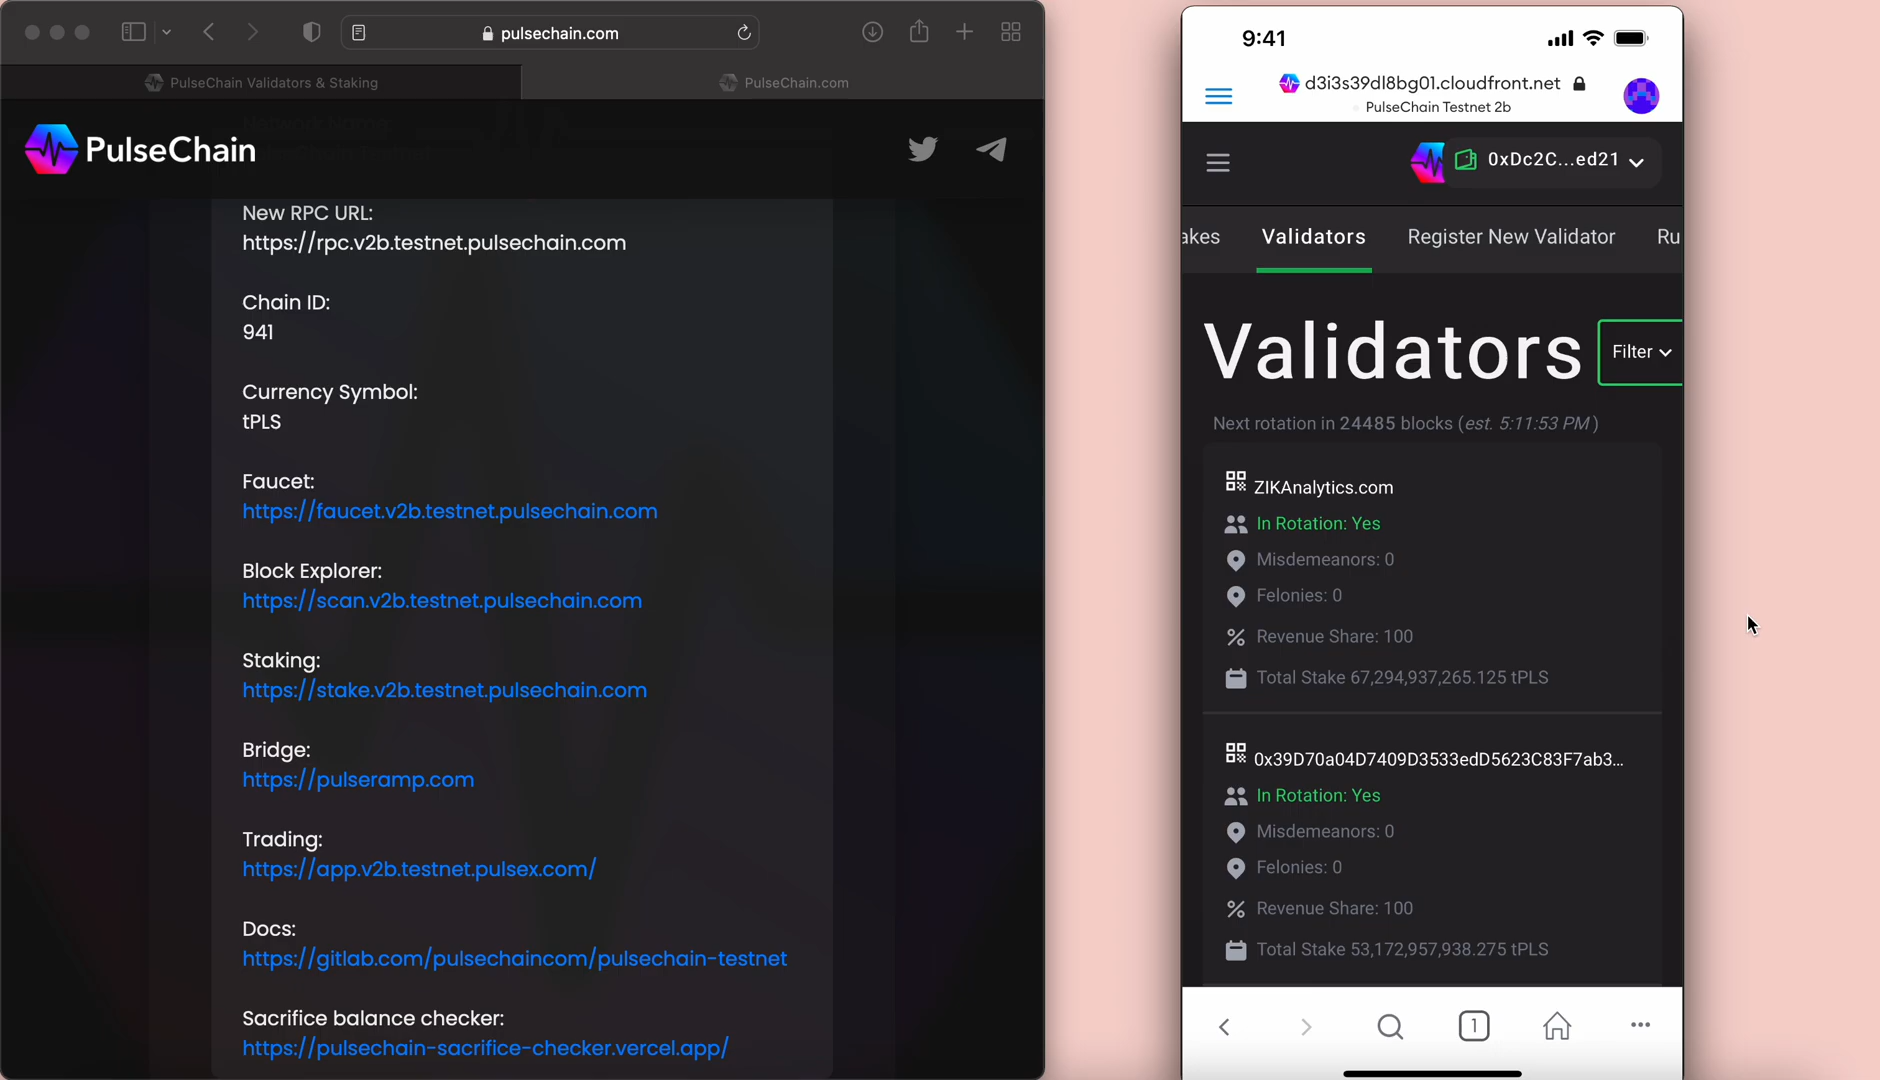 pulsechain.com
PulseChain Validators & Staking
PulseChain.com
PulseChain
New RPC URL:
https://rpc.v2b.testnet.pulsechain.com
Chain ID:
941
Currency Symbol:
tPLS
Faucet:
https://faucet.v2b.testnet.pulsechain.com
Block Explorer:
https://scan.v2b.testnet.pulsechain.com
Staking:
https://stake.v2b.testnet.pulsechain.com
Bridge:
https://pulseramp.com
Trading:
https://app.v2b.testnet.pulsex.com/
Docs:
https://gitlab.com/pulsechaincom/pulsechain-testnet
Sacrifice balance checker:
https://pulsechain-sacrifice-checker.vercel.app/
9:41
d3i3s39dl8bg01.cloudfront.net
PulseChain Testnet 2b
0xDc2C...ed21
akes Validators Register New Validator Ru
Validators Filter
Next rotation in 24485 blocks (est. 5:11:53 PM )
ZIKAnalytics.com
In Rotation: Yes
Misdemeanors: 0
Felonies: 0
Revenue Share: 100
Total Stake 67,294,937,265.125 tPLS
0x39D70a04D7409D3533edD5623C83F7ab3...
In Rotation: Yes
Misdemeanors: 0
Felonies: 0
Revenue Share: 100
Total Stake 53,172,957,938.275 tPLS
1